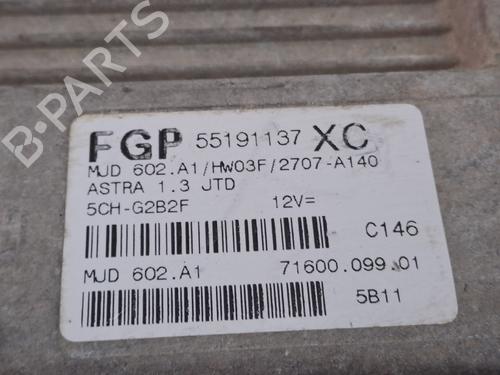 FGP 55191137 XC
MJD 602.A1/HW03F/2707-A140
ASTRA 1.3 JTD
5CH-G2B2F 12V=
C146
MJD 602.A1 71600.099.01
5B11
B-PARTS